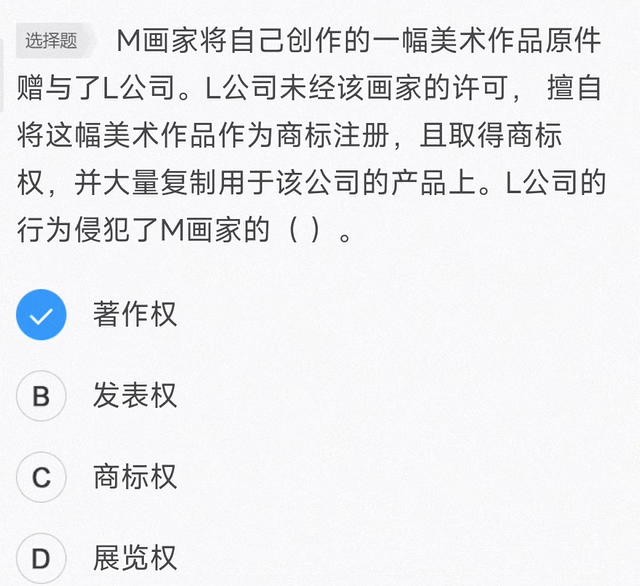 选择题 M画家将自己创作的一幅美术作品原件
赠与了L公司。L公司未经该画家的许可， 擅自
将这幅美术作品作为商标注册，且取得商标
权，并大量复制用于该公司的产品上。L公司的
行为侵犯了M画家的（ ）。
著作权
B 发表权
C 商标权
D 展览权